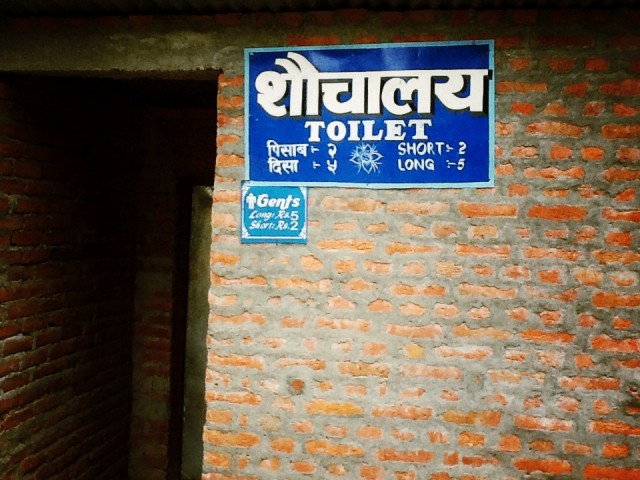 शौचालय
TOILET
पिसाब :- २ SHORT:- 2
दिसा :- ५ LONG :- 5
Gents
Long: Rs. 5
Short: Rs. 2